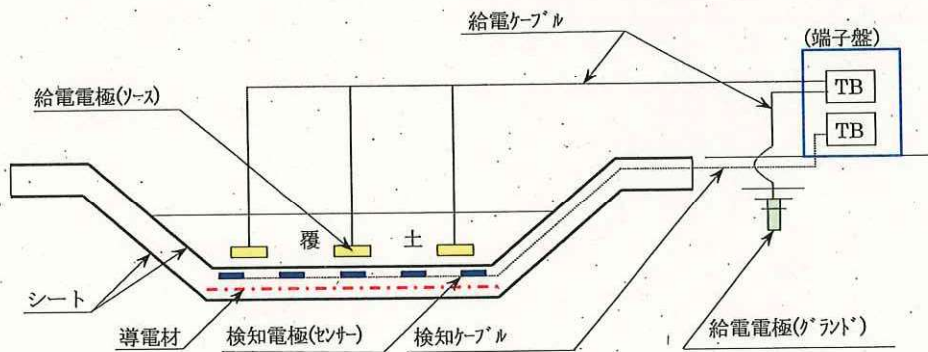 給電ケーブル
(端子盤)
TB
給電電極(ソース)
TB
覆 土
シート
導電材
検知電極(センサー)
検知ケーブル
給電電極(グランド)